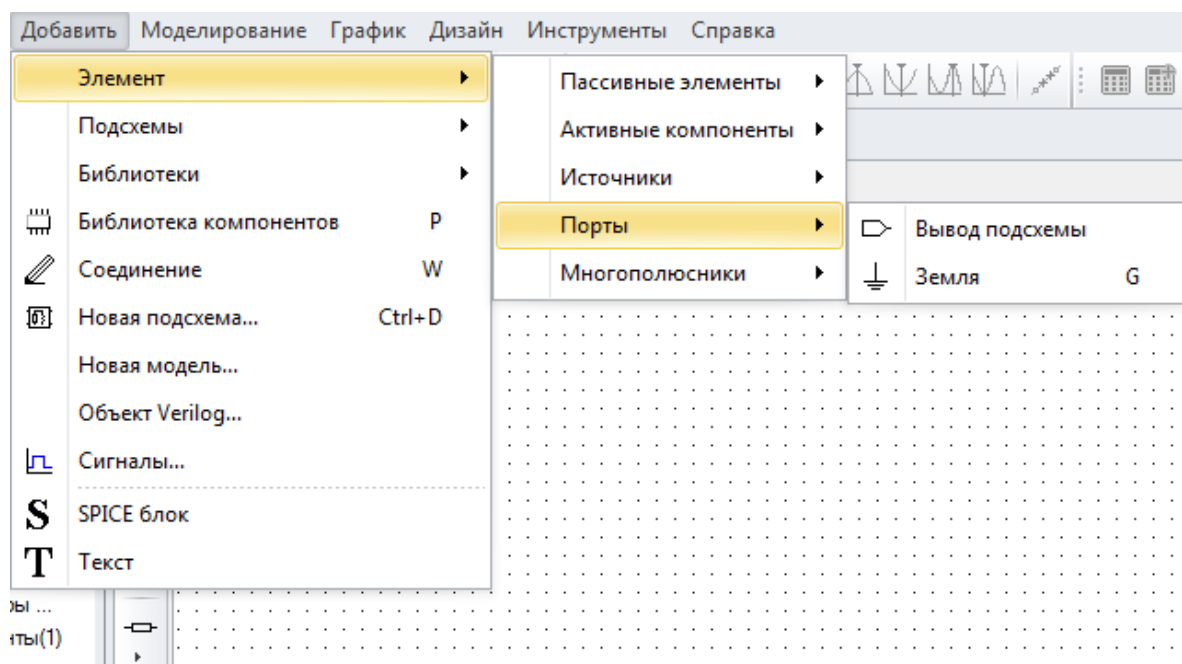 Добавить Моделирование График Дизайн Инструменты Справка
Элемент
Подсхемы
Библиотеки
Библиотека компонентов P
Соединение W
Новая подсхема... Ctrl+D
Новая модель...
Объект Verilog...
Сигналы...
S SPICE блок
T Текст
Пассивные элементы
Активные компоненты
Источники
Порты
Многополюсники
Вывод подсхемы
Земля G